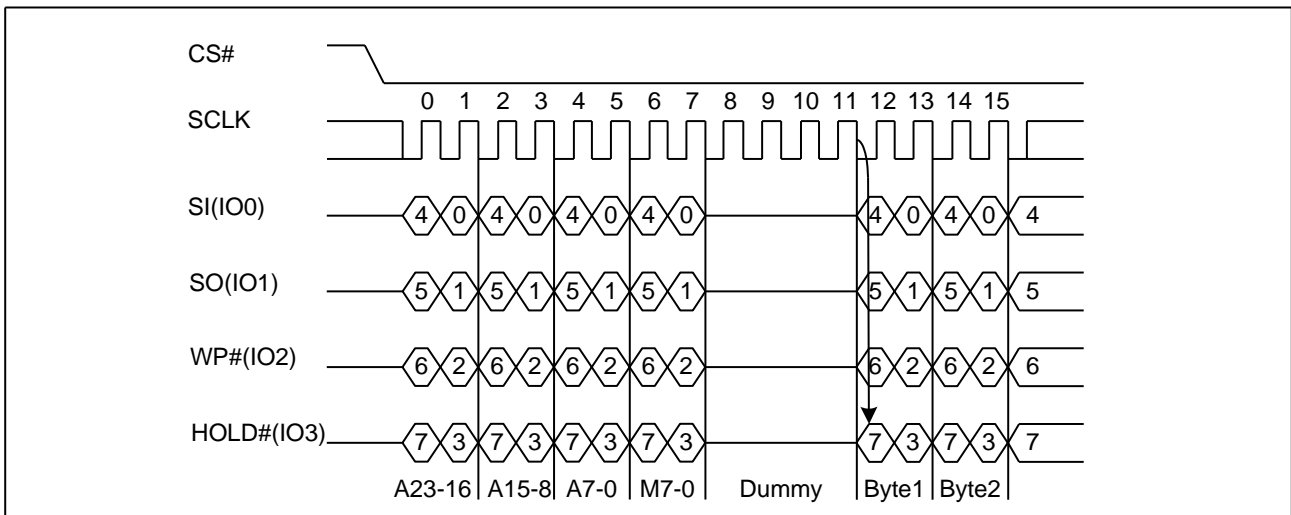 CS#
0 1 2 3 4 5 6 7 8 9 10 11 12 13 14 15
SCLK
SI(IO0) 4 0 4 0 4 0 4 0 4 0 4 0 4
SO(IO1) 5 1 5 1 5 1 5 1 5 1 5 1 5
WP#(IO2) 6 2 6 2 6 2 6 2 6 2 6 2 6
HOLD#(IO3) 7 3 7 3 7 3 7 3 7 3 7 3 7
A23-16 A15-8 A7-0 M7-0 Dummy Byte1 Byte2